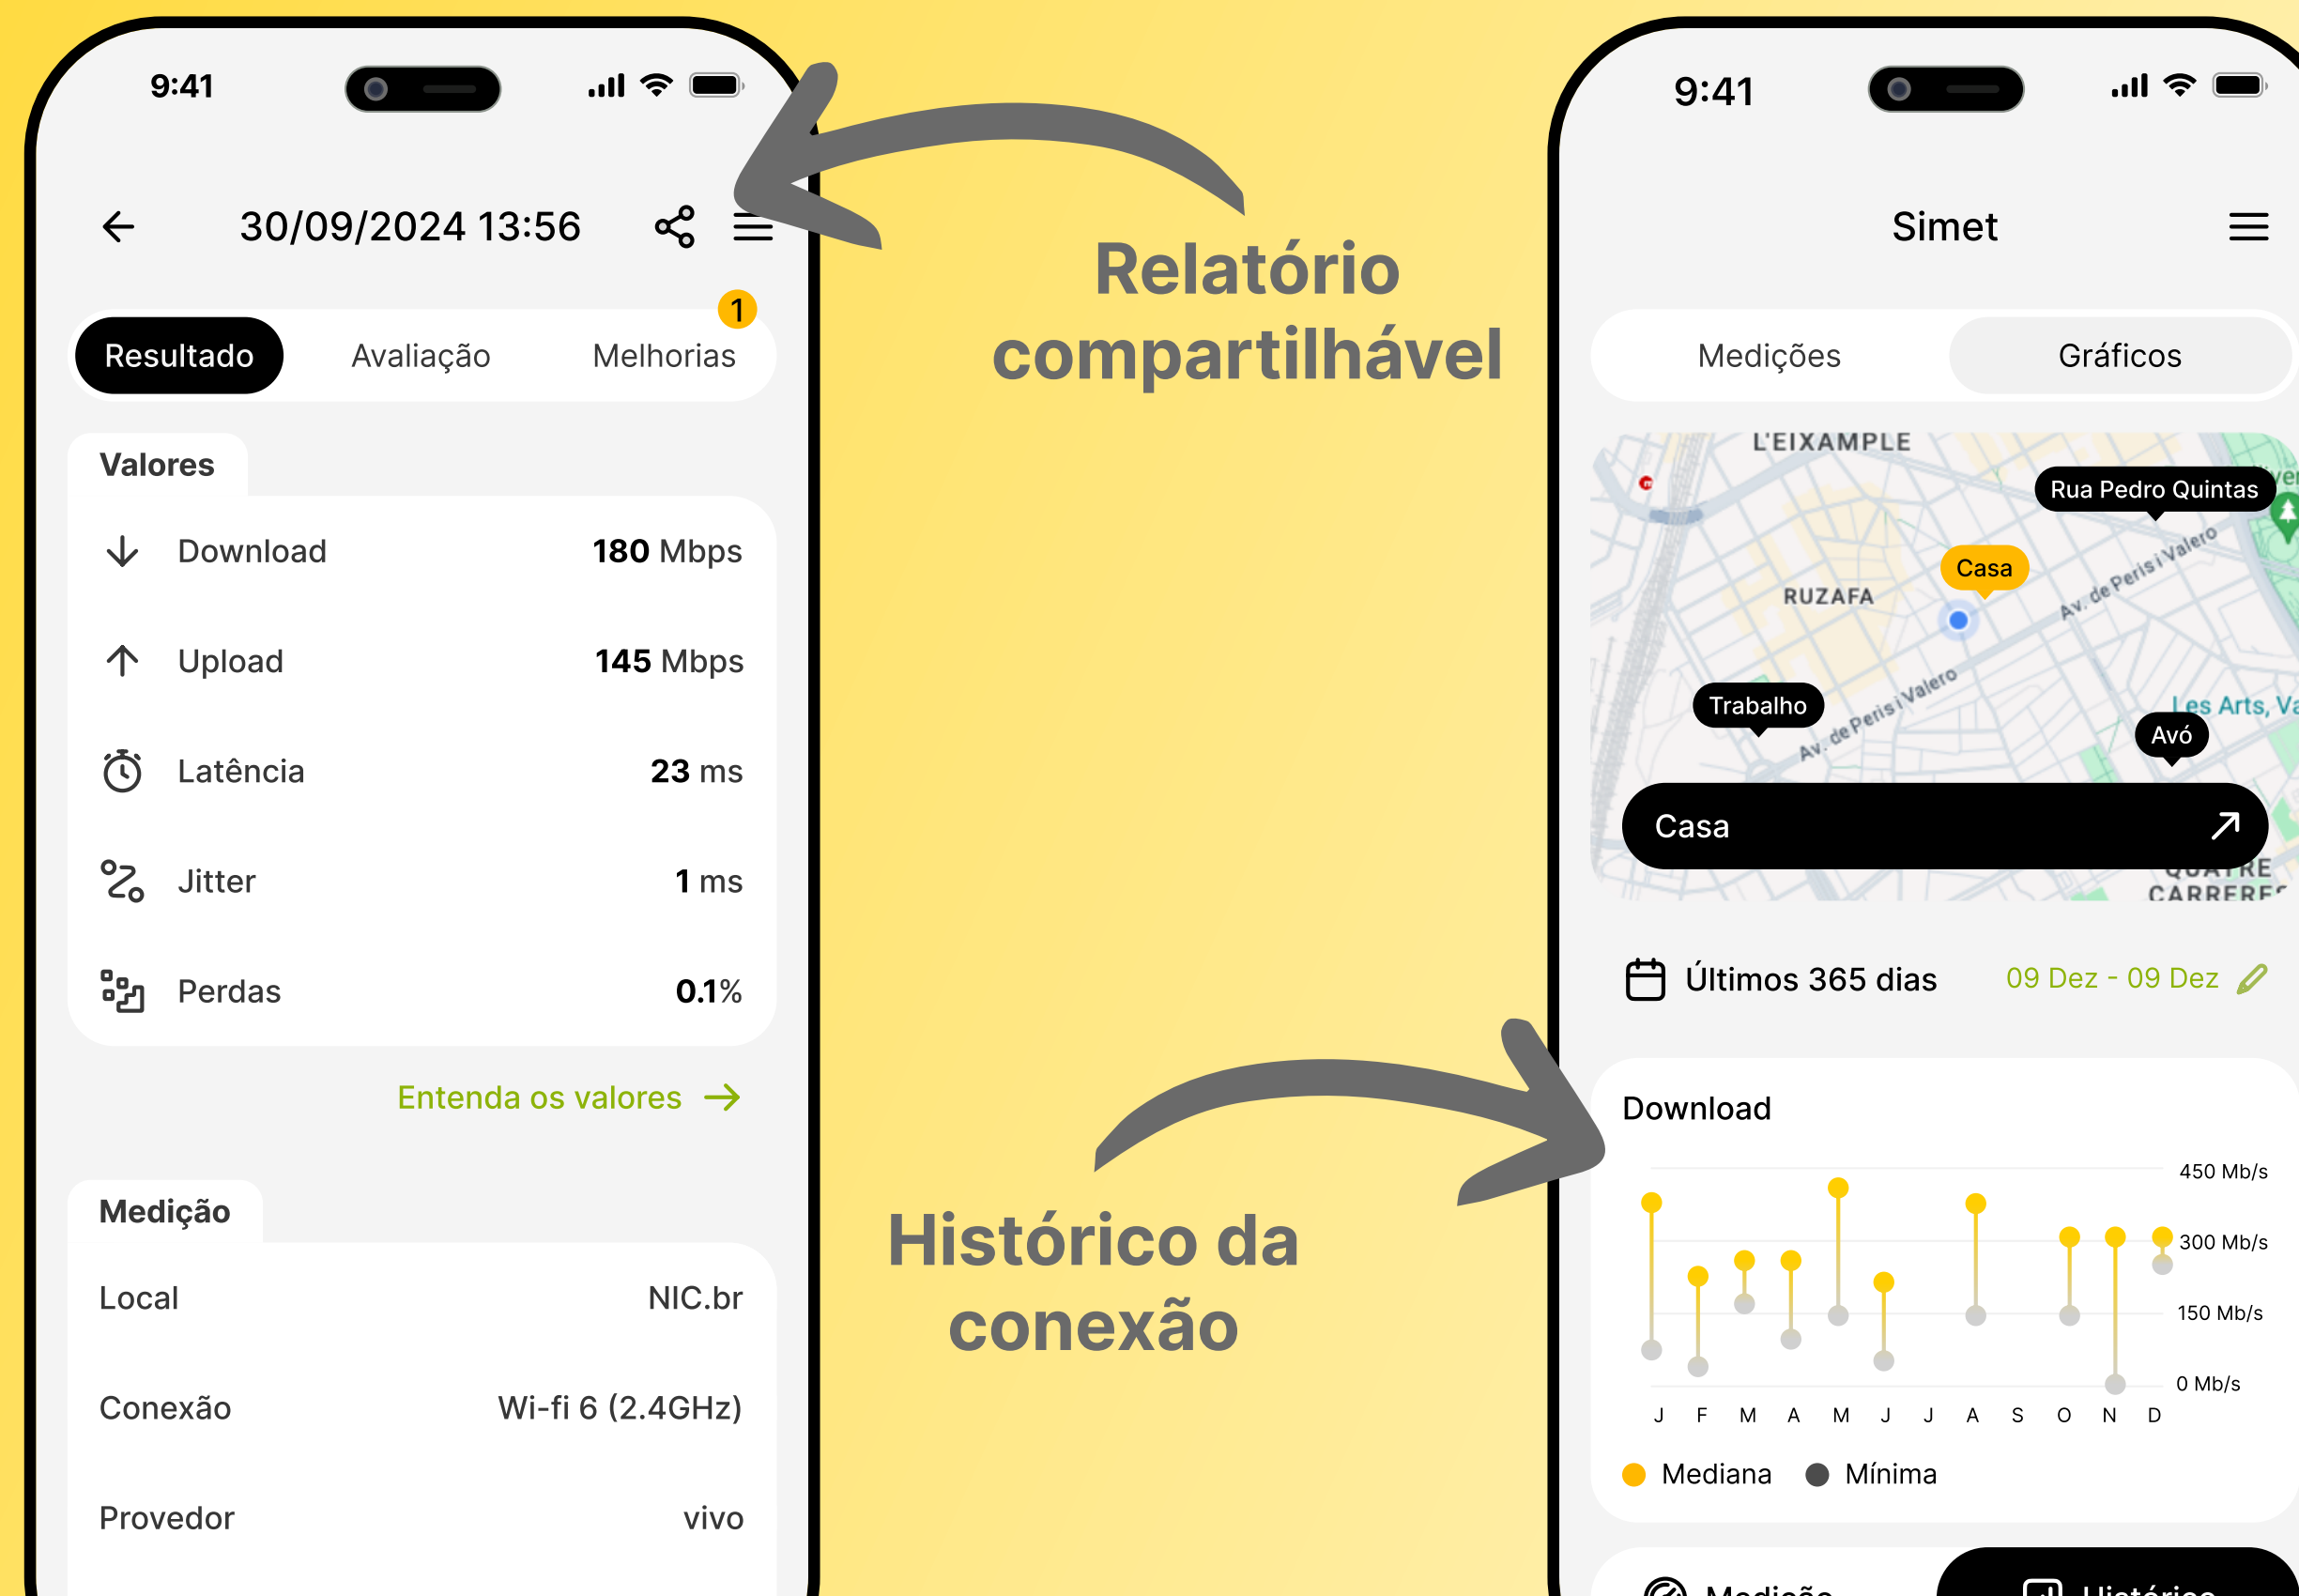 9:41
30/09/2024 13:56
1
Resultado
Avaliação
Melhorias
Valores
Download
180 Mbps
Upload
145 Mbps
Latência
23 ms
Jitter
1 ms
Perdas
0.1%
Entenda os valores
Medição
Local
NIC.br
Conexão
Wi-fi 6 (2.4GHz)
Provedor
vivo
Relatório
compartilhável
Histórico da
conexão
9:41
Simet
Medições
Gráficos
L'EIXAMPLE
Rua Pedro Quintas
Casa
Av. de Peris i Valero
RUZAFA
Trabalho
Av. de Peris i Valero
Les Arts,
Avó
Casa
QUATRE
CARRERES
Últimos 365 dias
09 Dez - 09 Dez
Download
450 Mb/s
300 Mb/s
150 Mb/s
0 Mb/s
J F M A M J J A S O N D
Mediana
Mínima
Medição
Histórico